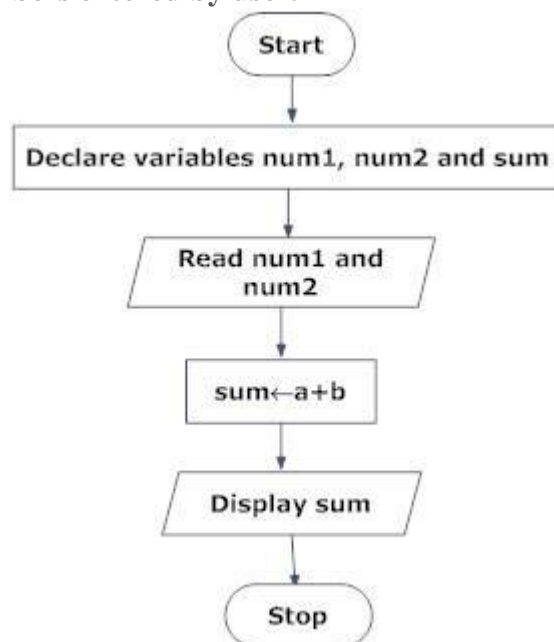 Start
Declare variables num1, num2 and sum
Read num1 and
num2
sum←a+b
Display sum
Stop